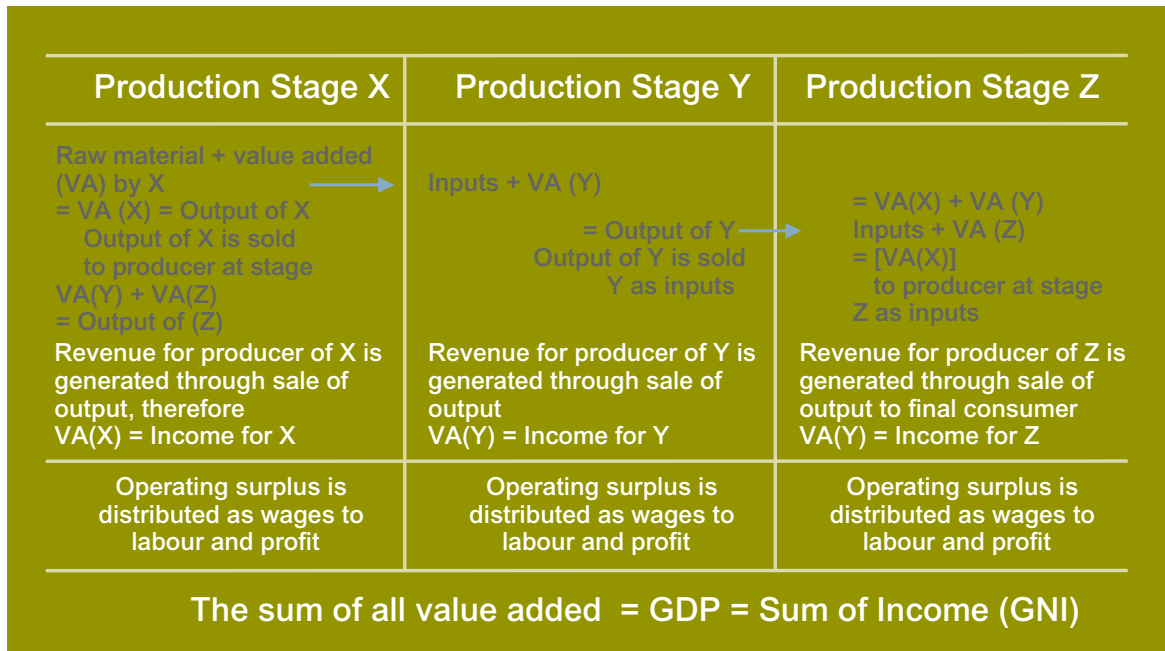 Production Stage X
Production Stage Y
Production Stage Z
Raw material + value added
(VA) by X
= VA (X) = Output of X
Output of X is sold
to producer at stage
VA(Y) + VA(Z)
= Output of (Z)
Revenue for producer of X is
generated through sale of
output, therefore
VA(X) = Income for X
Inputs + VA (Y)
= Output of Y
Output of Y is sold
Y as inputs
Revenue for producer of Y is
generated through sale of
output
VA(Y) = Income for Y
= VA(X) + VA (Y)
Inputs + VA (Z)
= [VA(X)]
to producer at stage
Z as inputs
Revenue for producer of Z is
generated through sale of
output to final consumer
VA(Y) = Income for Z
Operating surplus is
distributed as wages to
labour and profit
Operating surplus is
distributed as wages to
labour and profit
Operating surplus is
distributed as wages to
labour and profit
The sum of all value added = GDP = Sum of Income (GNI)